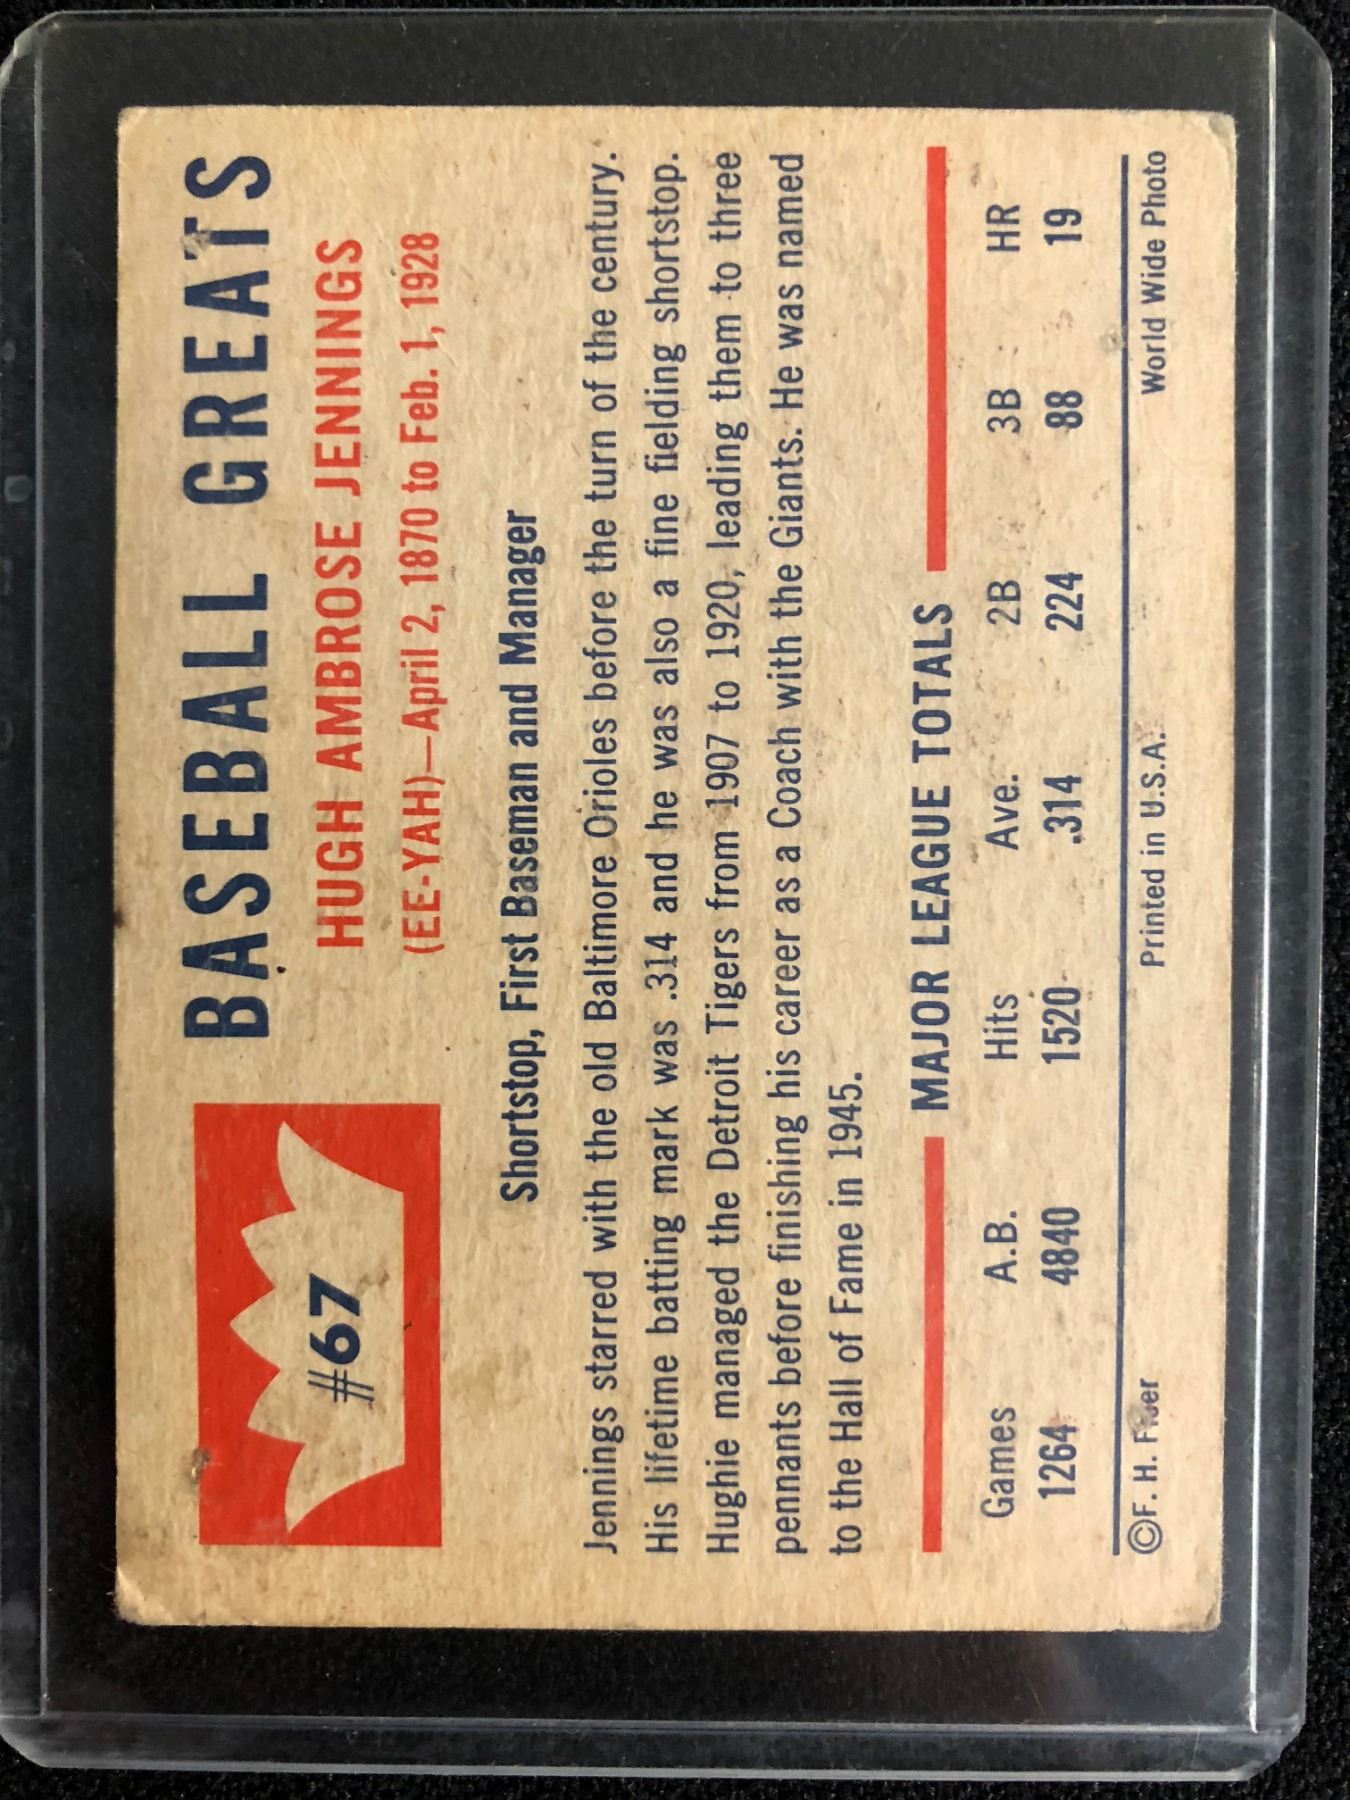 #67
BASEBALL GREATS
HUGH AMBROSE JENNINGS
(EE-YAH)—April 2, 1870 to Feb. 1, 1928
Shortstop, First Baseman and Manager
Jennings starred with the old Baltimore Orioles before the turn of the century.
His lifetime batting mark was .314 and he was also a fine fielding shortstop.
Hughie managed the Detroit Tigers from 1907 to 1920, leading them to three
pennants before finishing his career as a Coach with the Giants. He was named
to the Hall of Fame in 1945.
MAJOR LEAGUE TOTALS
Games A.B. Hits Ave. 2B 3B HR
1264 4840 1520 .314 224 88 19
©F. H. Fleer Printed in U.S.A. World Wide Photo